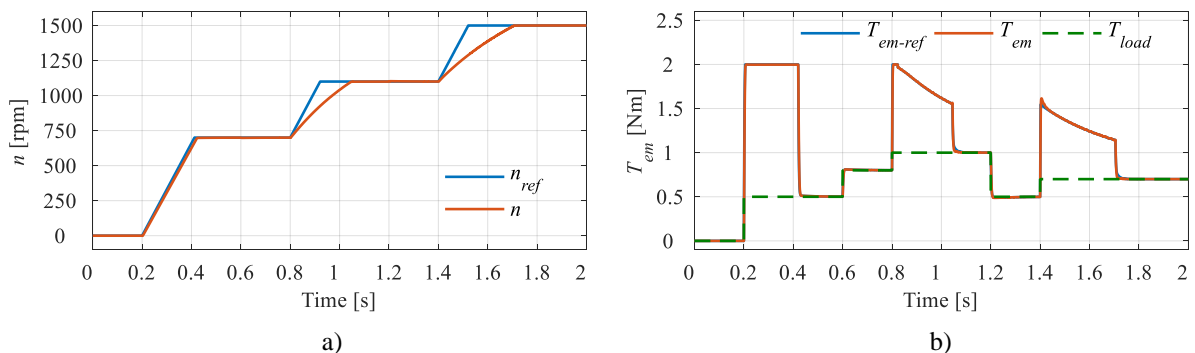 1500
1250
1000
750
500
250
0
n [rpm]
n_ref
n
0 0.2 0.4 0.6 0.8 1 1.2 1.4 1.6 1.8 2
Time [s]
a)
T_em-ref T_em T_load
2.5
2
1.5
1
0.5
0
T_em [Nm]
0 0.2 0.4 0.6 0.8 1 1.2 1.4 1.6 1.8 2
Time [s]
b)